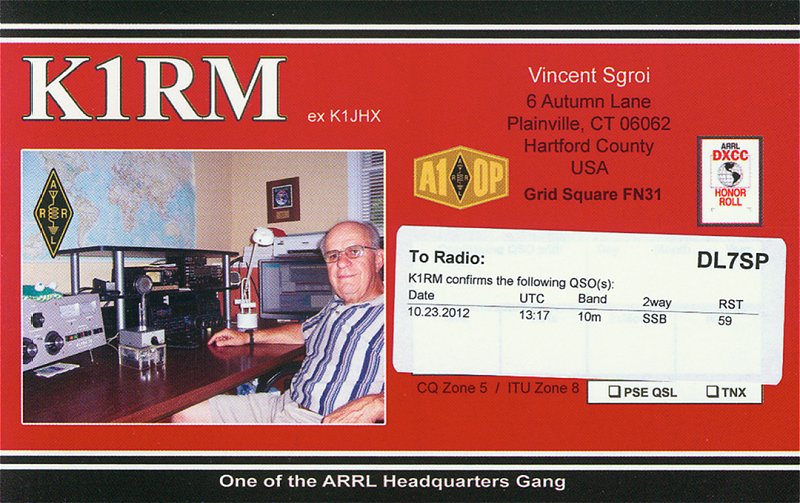 K1RM
ex K1JHX
Vincent Sgroi
6 Autumn Lane
Plainville, CT 06062
Hartford County
USA
Grid Square FN31
A1 OP
ARRL
DXCC
HONOR
ROLL
A
R R
L
To Radio: DL7SP
K1RM confirms the following QSO(s):
Date UTC Band 2way RST
10.23.2012 13:17 10m SSB 59
CQ Zone 5 / ITU Zone 8
PSE QSL TNX
One of the ARRL Headquarters Gang